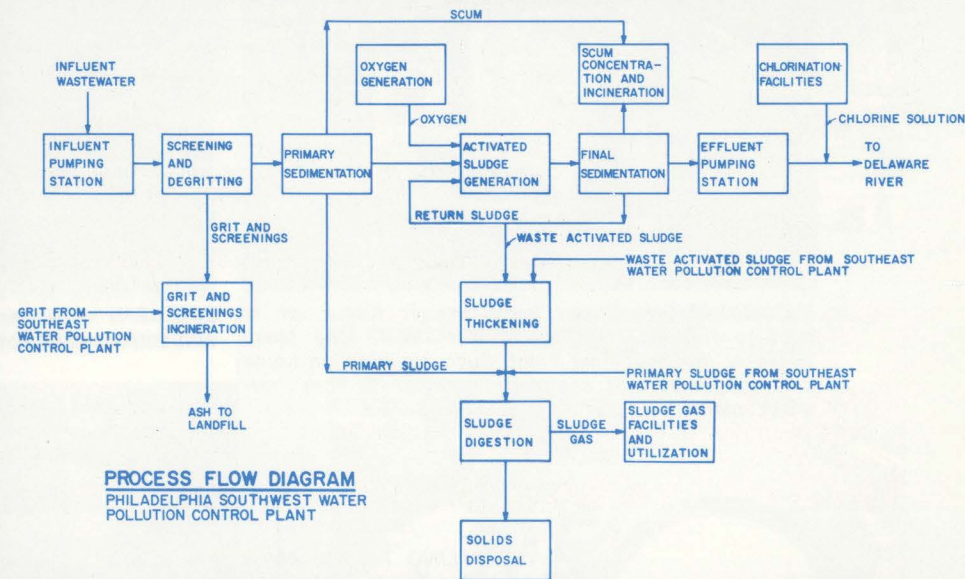 SCUM
INFLUENT
WASTEWATER
OXYGEN
GENERATION
SCUM
CONCENTRA-
TION AND
INCINERATION
CHLORINATION
FACILITIES
OXYGEN
CHLORINE SOLUTION
INFLUENT
PUMPING
STATION
SCREENING
AND
DEGRITTING
PRIMARY
SEDIMENTATION
ACTIVATED
SLUDGE
GENERATION
FINAL
SEDIMENTATION
EFFLUENT
PUMPING
STATION
TO
DELAWARE
RIVER
RETURN SLUDGE
GRIT AND
SCREENINGS
WASTE ACTIVATED SLUDGE
WASTE ACTIVATED SLUDGE FROM SOUTHEAST
WATER POLLUTION CONTROL PLANT
GRIT AND
SCREENINGS
INCINERATION
SLUDGE
THICKENING
GRIT FROM
SOUTHEAST
WATER POLLUTION
CONTROL PLANT
PRIMARY SLUDGE
PRIMARY SLUDGE FROM SOUTHEAST
WATER POLLUTION CONTROL PLANT
ASH TO
LANDFILL
SLUDGE
DIGESTION
SLUDGE
GAS
SLUDGE GAS
FACILITIES
AND
UTILIZATION
PROCESS FLOW DIAGRAM
PHILADELPHIA SOUTHWEST WATER
POLLUTION CONTROL PLANT
SOLIDS
DISPOSAL